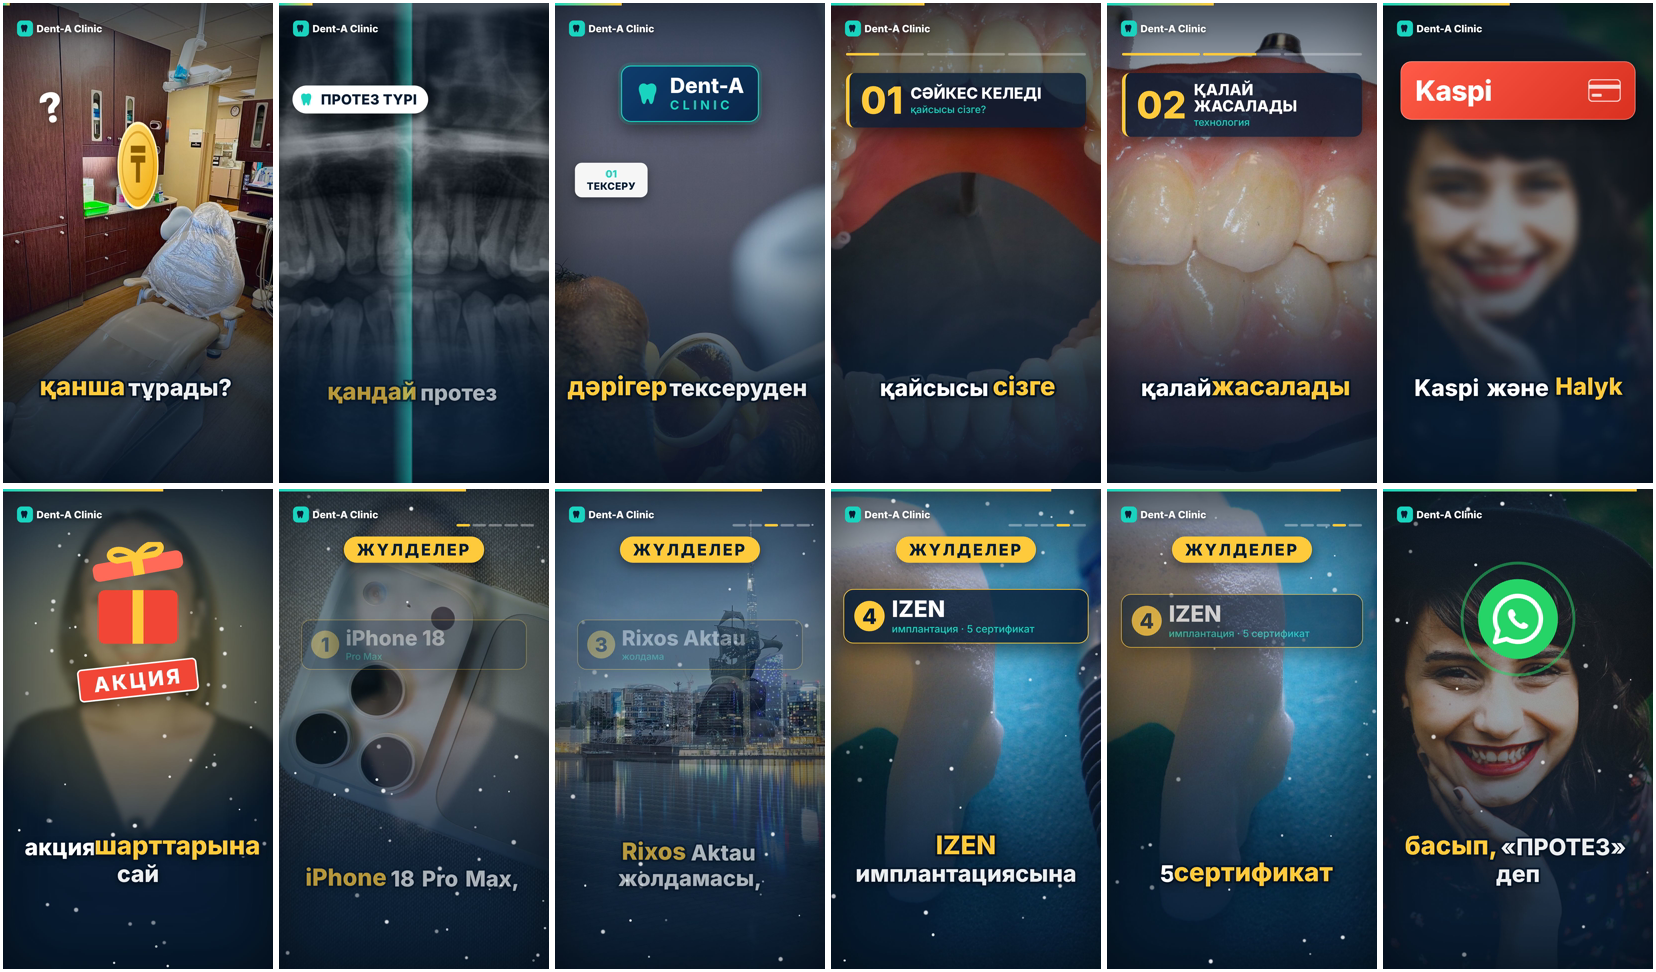 Dent-A Clinic
?
₸
қанша тұрады?
Dent-A Clinic
ПРОТЕЗ ТҮРІ
қандай протез
Dent-A Clinic
Dent-A
CLINIC
01
ТЕКСЕРУ
дәрігер тексеруден
Dent-A Clinic
01 СӘЙКЕС КЕЛЕДІ
қайсысы сізге?
қайсысы сізге
Dent-A Clinic
02 ҚАЛАЙ
ЖАСАЛАДЫ
технология
қалай жасалады
Dent-A Clinic
Kaspi
Kaspi және Halyk
Dent-A Clinic
АКЦИЯ
акция шарттарына
сай
Dent-A Clinic
ЖҮЛДЕЛЕР
1 iPhone 18
Pro Max
iPhone 18 Pro Max,
Dent-A Clinic
ЖҮЛДЕЛЕР
3 Rixos Aktau
жолдама
Rixos Aktau
жолдамасы,
Dent-A Clinic
ЖҮЛДЕЛЕР
4 IZEN
имплантация · 5 сертификат
IZEN
имплантациясына
Dent-A Clinic
ЖҮЛДЕЛЕР
4 IZEN
имплантация · 5 сертификат
5 сертификат
Dent-A Clinic
басып, «ПРОТЕЗ»
деп